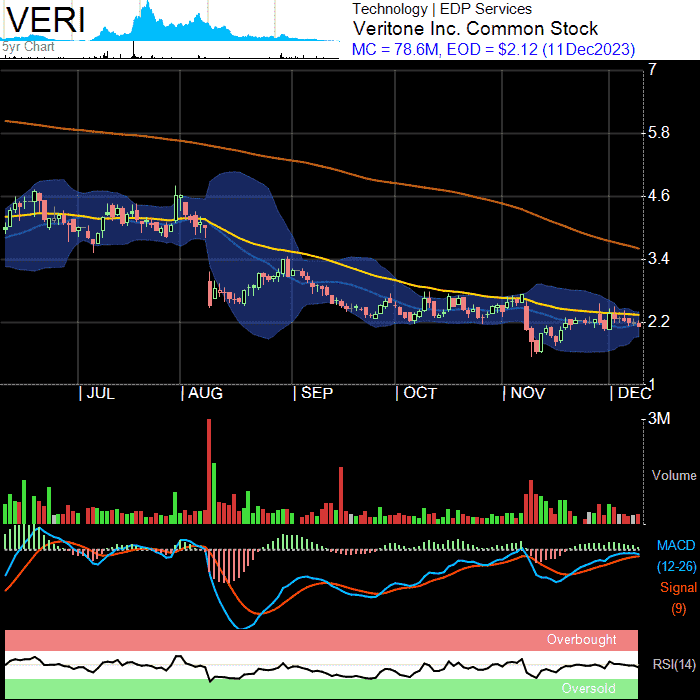 VERI
5yr Chart
Technology | EDP Services
Veritone Inc. Common Stock
MC = 78.6M, EOD = $2.12 (11Dec2023)
7
5.8
4.6
3.4
2.2
1
| JUL | AUG | SEP | OCT | NOV | DEC
3M
Volume
MACD
(12-26)
Signal
(9)
Overbought
RSI(14)
Oversold